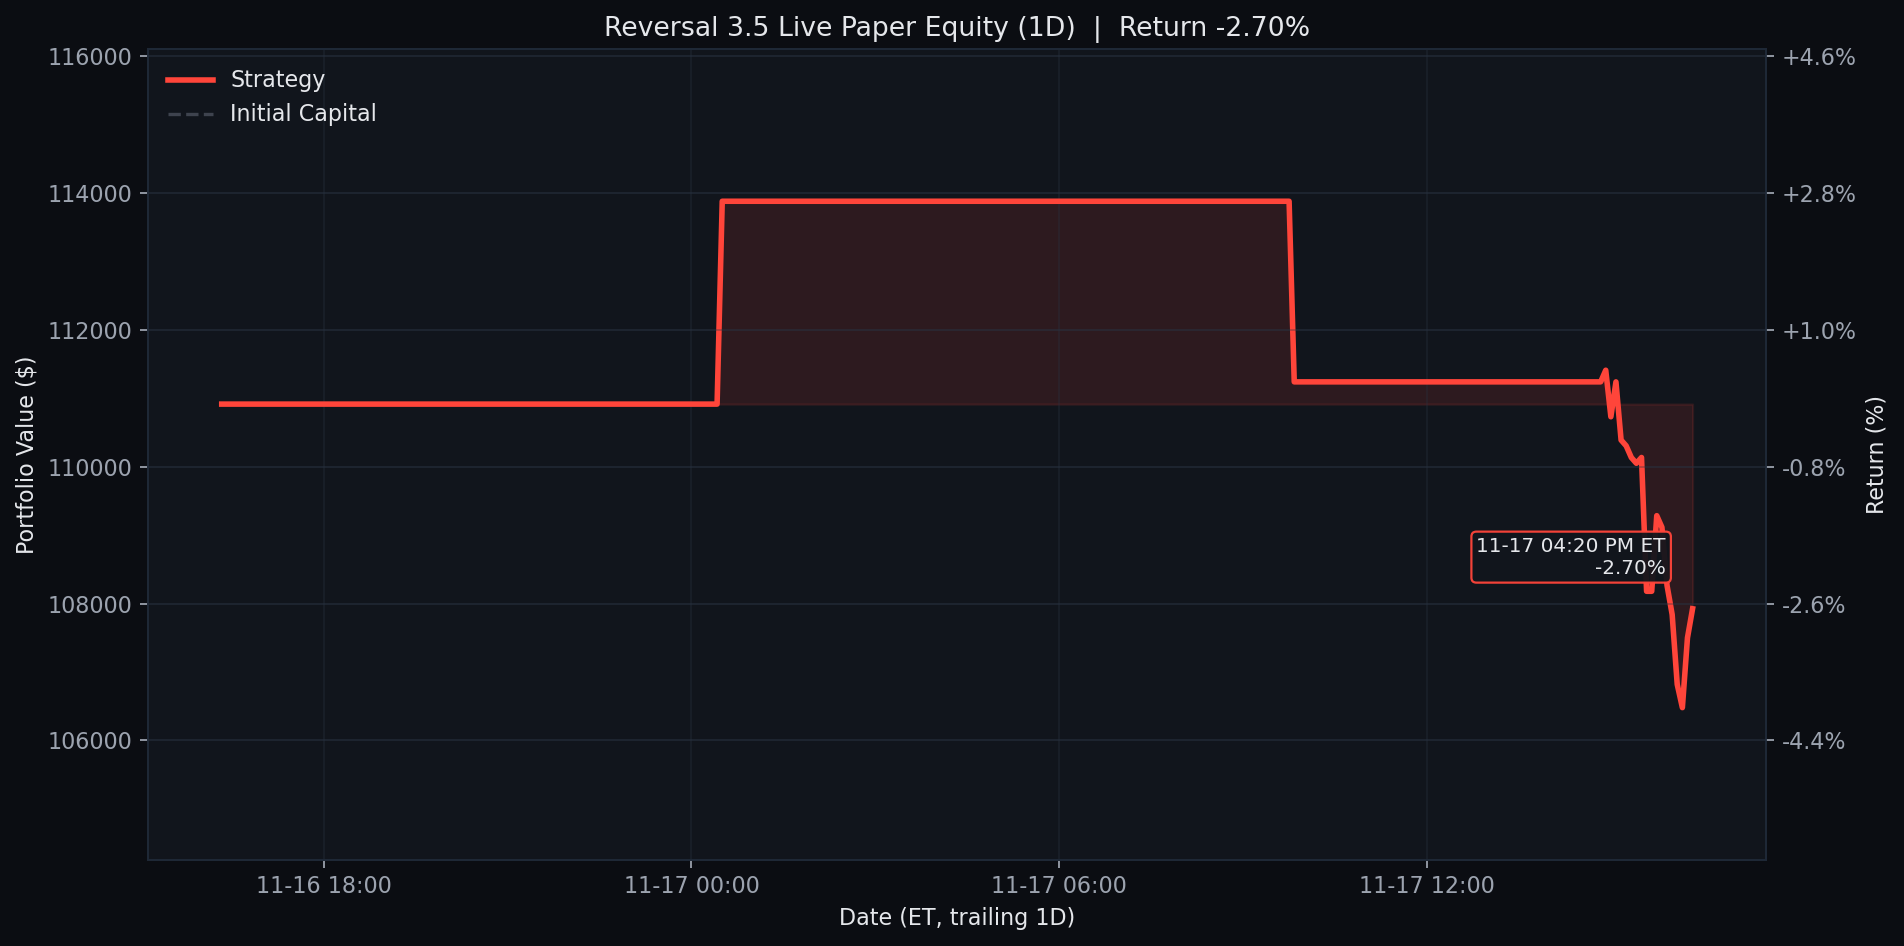 Reversal 3.5 Live Paper Equity (1D) | Return -2.70%
Strategy
Initial Capital
Portfolio Value ($)
116000
114000
112000
110000
108000
106000
+4.6%
+2.8%
+1.0%
-0.8%
-2.6%
-4.4%
Return (%)
11-17 04:20 PM ET
-2.70%
11-16 18:00
11-17 00:00
11-17 06:00
11-17 12:00
Date (ET, trailing 1D)